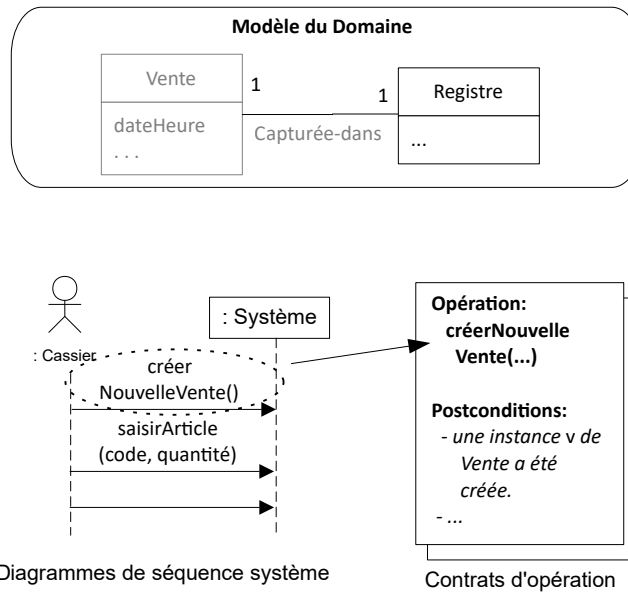 Modèle du Domaine
Vente
1
1
Registre
dateHeure
. . .
Capturée-dans
...
: Système
: Cassier
créer
NouvelleVente()
saisirArticle
(code, quantité)
Opération:
créerNouvelle
Vente(...)
Postconditions:
- une instance v de
Vente a été
créée.
- ...
Diagrammes de séquence système
Contrats d'opération